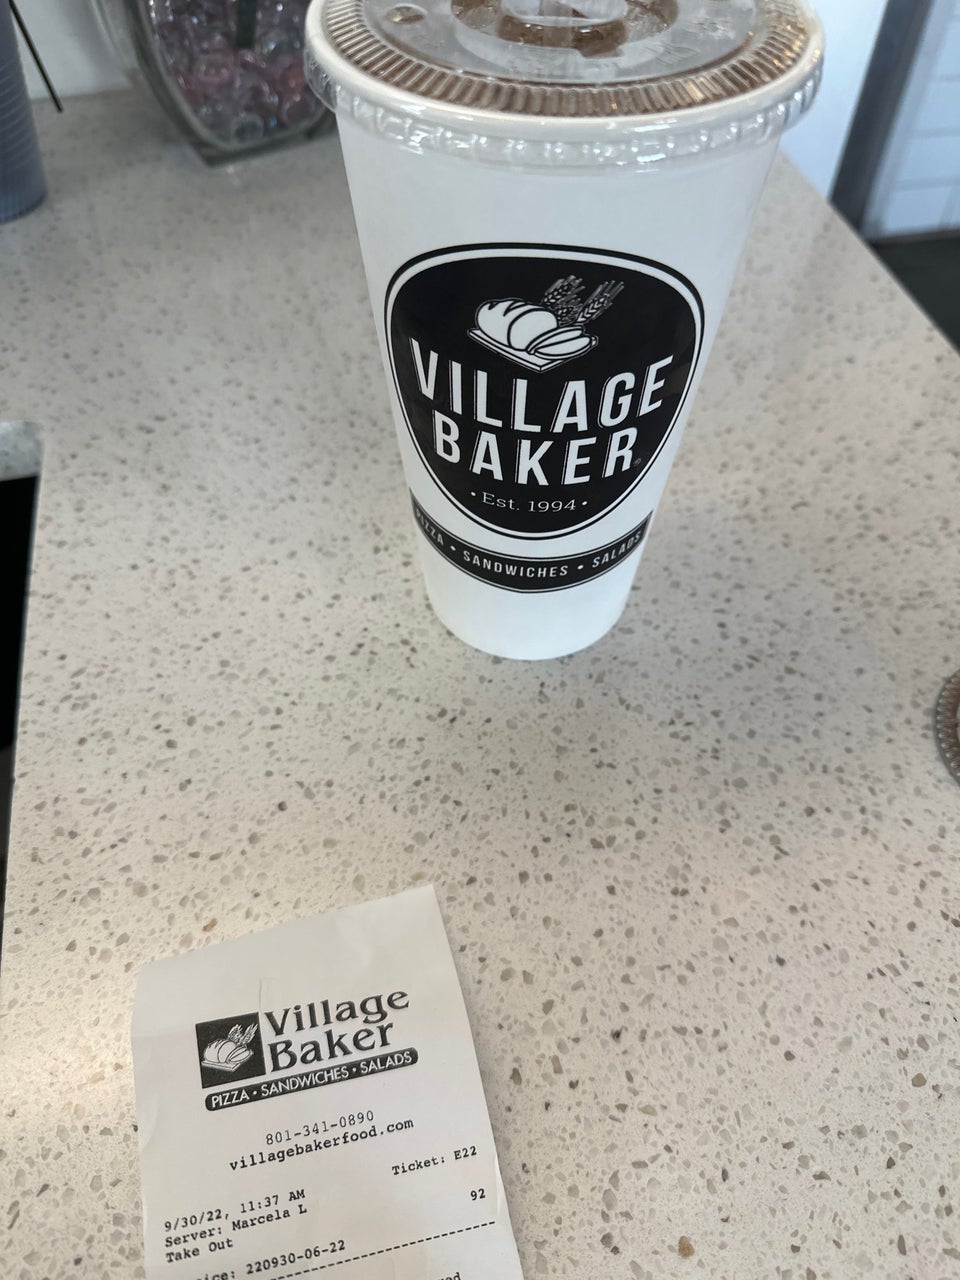 VILLAGE
BAKER
• Est. 1994 •
PIZZA • SANDWICHES • SALADS
Village
Baker
PIZZA • SANDWICHES • SALADS
801-341-0890
villagebakerfood.com
Ticket: E22
9/30/22, 11:37 AM
92
Server: Marcela L
Take Out
220930-06-22